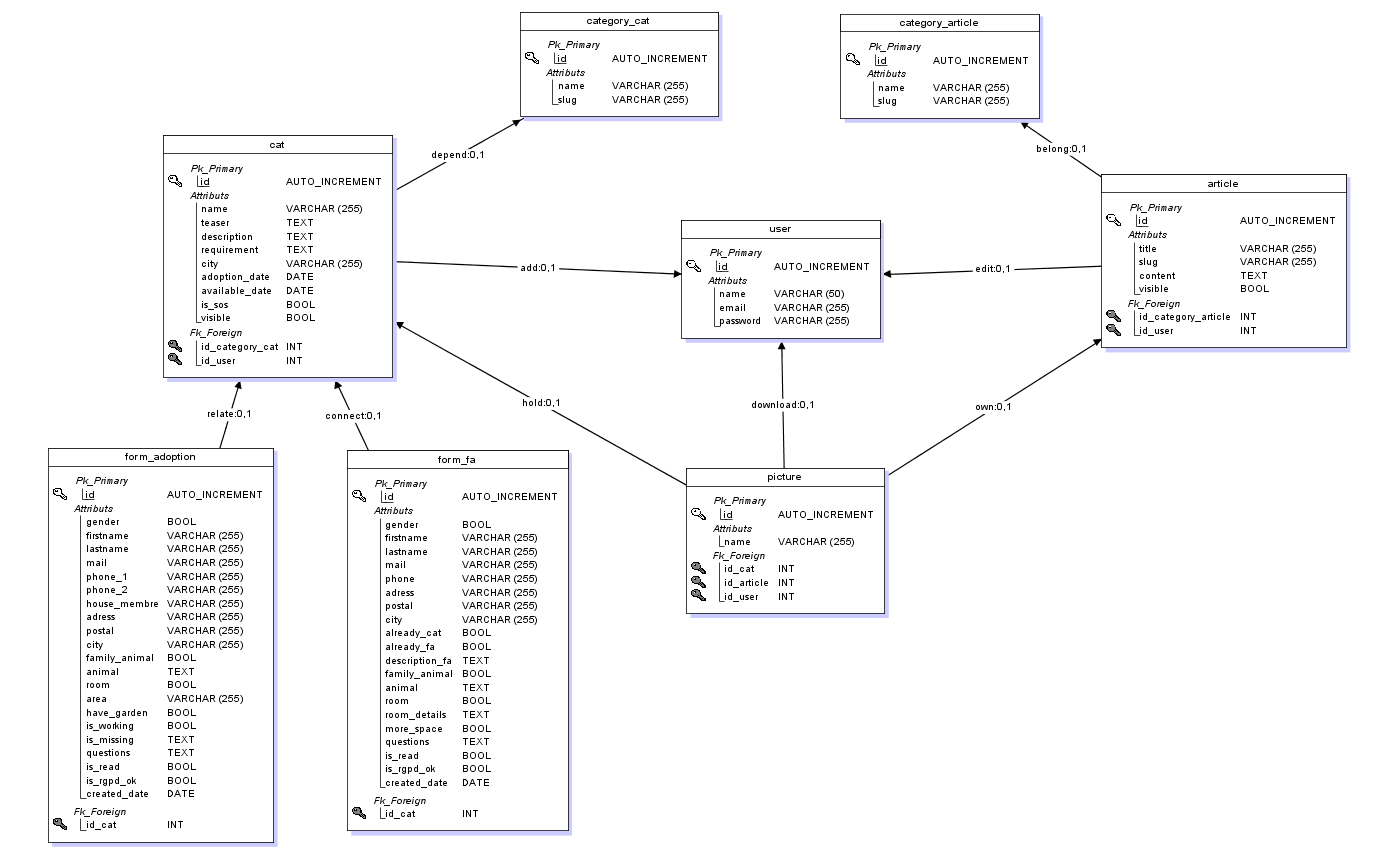 category_cat
Pk_Primary
id AUTO_INCREMENT
Attributs
name VARCHAR (255)
slug VARCHAR (255)
category_article
Pk_Primary
id AUTO_INCREMENT
Attributs
name VARCHAR (255)
slug VARCHAR (255)
depend:0,1
belong:0,1
cat
Pk_Primary
id AUTO_INCREMENT
Attributs
name VARCHAR (255)
teaser TEXT
description TEXT
requirement TEXT
city VARCHAR (255)
adoption_date DATE
available_date DATE
is_sos BOOL
visible BOOL
Fk_Foreign
id_category_cat INT
id_user INT
add:0,1
user
Pk_Primary
id AUTO_INCREMENT
Attributs
name VARCHAR (50)
email VARCHAR (255)
password VARCHAR (255)
edit:0,1
article
Pk_Primary
id AUTO_INCREMENT
Attributs
title VARCHAR (255)
slug VARCHAR (255)
content TEXT
visible BOOL
Fk_Foreign
id_category_article INT
id_user INT
relate:0,1
connect:0,1
hold:0,1
download:0,1
own:0,1
form_adoption
Pk_Primary
id AUTO_INCREMENT
Attributs
gender BOOL
firstname VARCHAR (255)
lastname VARCHAR (255)
mail VARCHAR (255)
phone_1 VARCHAR (255)
phone_2 VARCHAR (255)
house_membre VARCHAR (255)
adress VARCHAR (255)
postal VARCHAR (255)
city VARCHAR (255)
family_animal BOOL
animal TEXT
room BOOL
area VARCHAR (255)
have_garden BOOL
is_working BOOL
is_missing TEXT
questions TEXT
is_read BOOL
is_rgpd_ok BOOL
created_date DATE
Fk_Foreign
id_cat INT
form_fa
Pk_Primary
id AUTO_INCREMENT
Attributs
gender BOOL
firstname VARCHAR (255)
lastname VARCHAR (255)
mail VARCHAR (255)
phone VARCHAR (255)
adress VARCHAR (255)
postal VARCHAR (255)
city VARCHAR (255)
already_cat BOOL
already_fa BOOL
description_fa TEXT
family_animal BOOL
animal TEXT
room BOOL
room_details TEXT
more_space BOOL
questions TEXT
is_read BOOL
is_rgpd_ok BOOL
created_date DATE
Fk_Foreign
id_cat INT
picture
Pk_Primary
id AUTO_INCREMENT
Attributs
name VARCHAR (255)
Fk_Foreign
id_cat INT
id_article INT
id_user INT